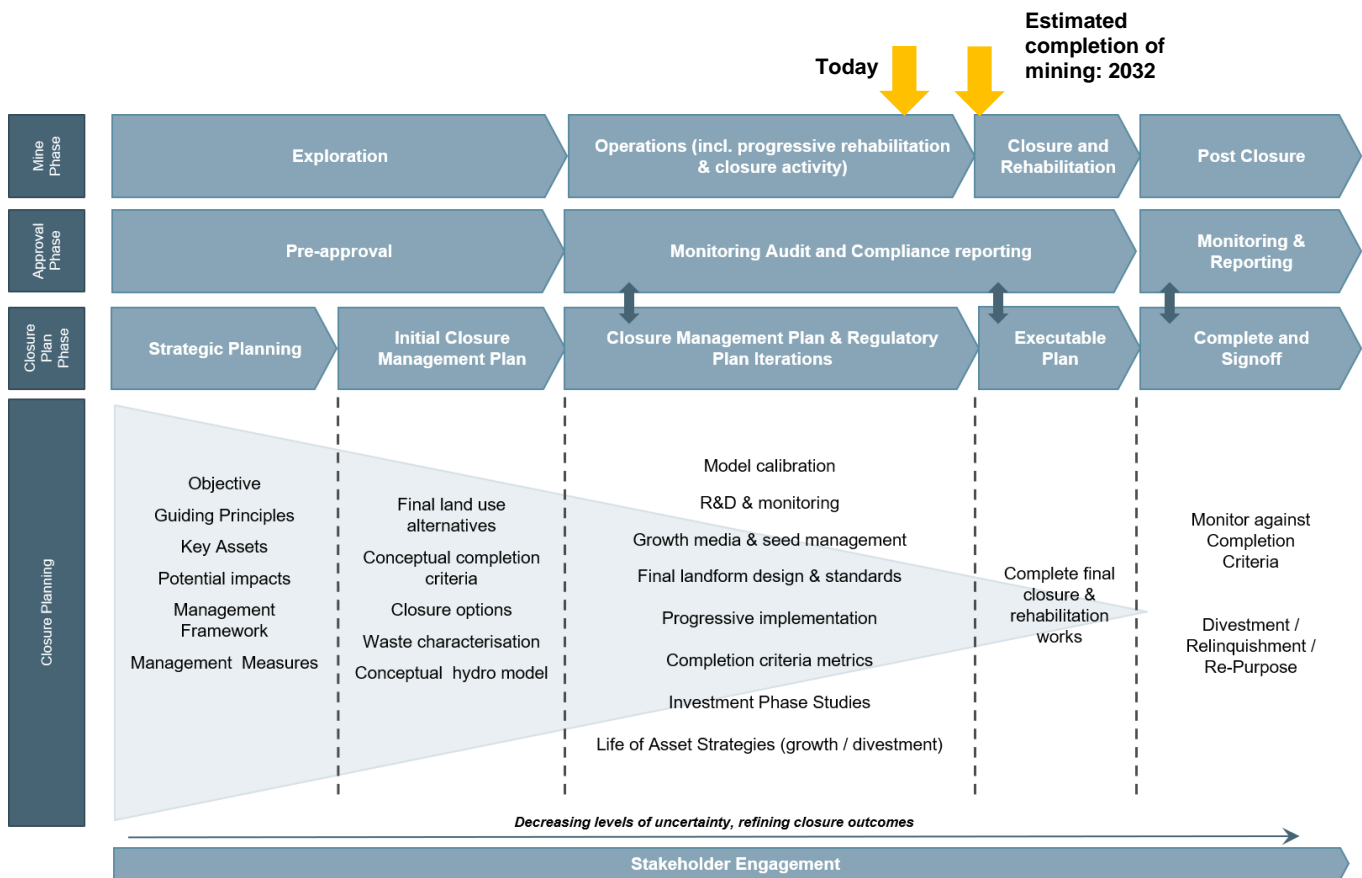 Estimated
completion of
mining: 2032
Today
Mine
Phase
Exploration
Operations (incl. progressive rehabilitation
& closure activity)
Closure and
Rehabilitation
Post Closure
Approval
Phase
Pre-approval
Monitoring Audit and Compliance reporting
Monitoring &
Reporting
Closure
Plan
Phase
Strategic Planning
Initial Closure
Management Plan
Closure Management Plan & Regulatory
Plan Iterations
Executable
Plan
Complete and
Signoff
Closure Planning
Objective
Guiding Principles
Key Assets
Potential impacts
Management
Framework
Management Measures
Final land use
alternatives
Conceptual completion
criteria
Closure options
Waste characterisation
Conceptual hydro model
Model calibration
R&D & monitoring
Growth media & seed management
Final landform design & standards
Progressive implementation
Completion criteria metrics
Investment Phase Studies
Life of Asset Strategies (growth / divestment)
Complete final
closure &
rehabilitation
works
Monitor against
Completion
Criteria
Divestment /
Relinquishment /
Re-Purpose
Decreasing levels of uncertainty, refining closure outcomes
Stakeholder Engagement